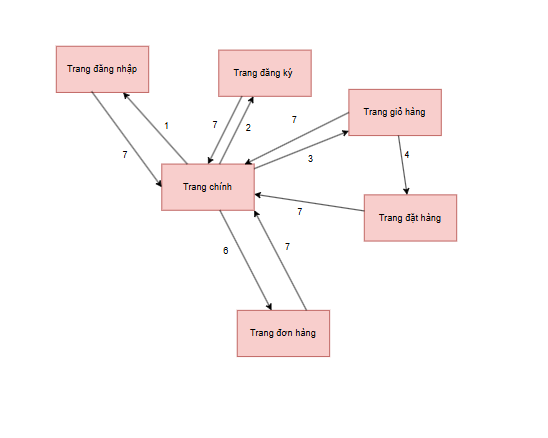 Trang đăng nhập
Trang đăng ký
Trang giỏ hàng
7
7
1
7
2
3
4
7
Trang chính
Trang đặt hàng
7
6
7
Trang đơn hàng